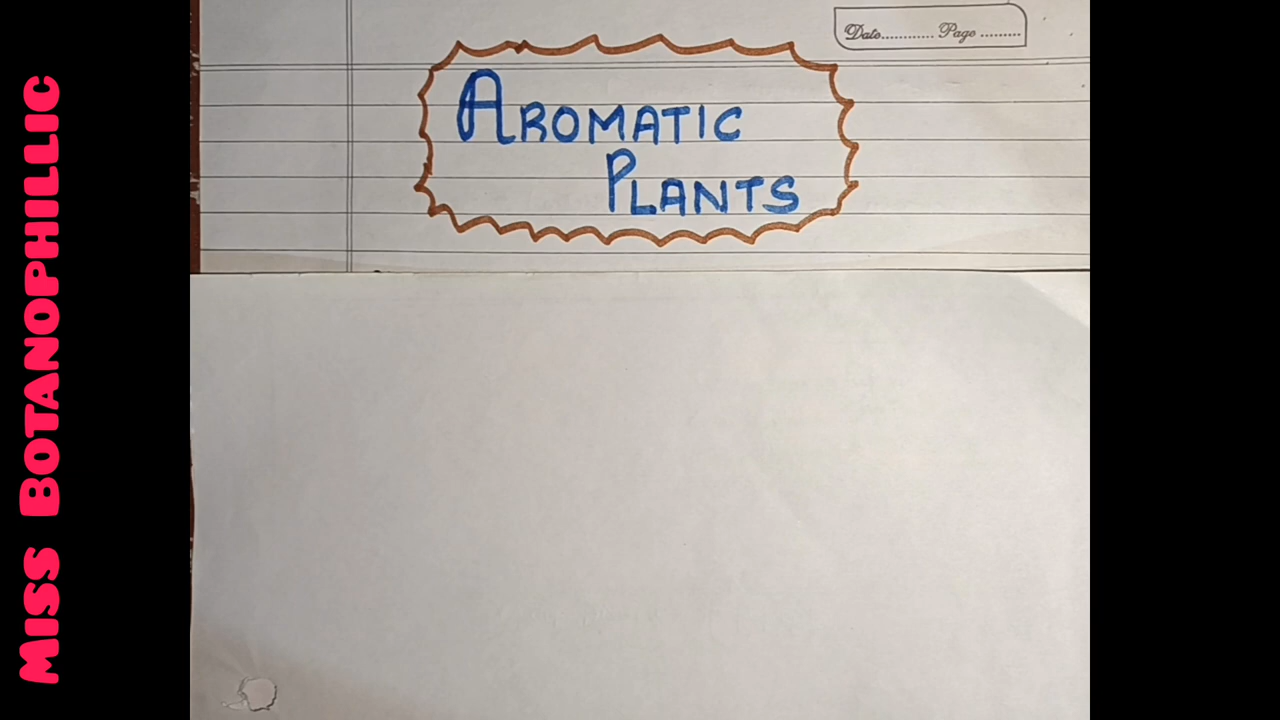 MISS BOTANOPHILLIC
Date............ Page .........
AROMATIC
PLANTS